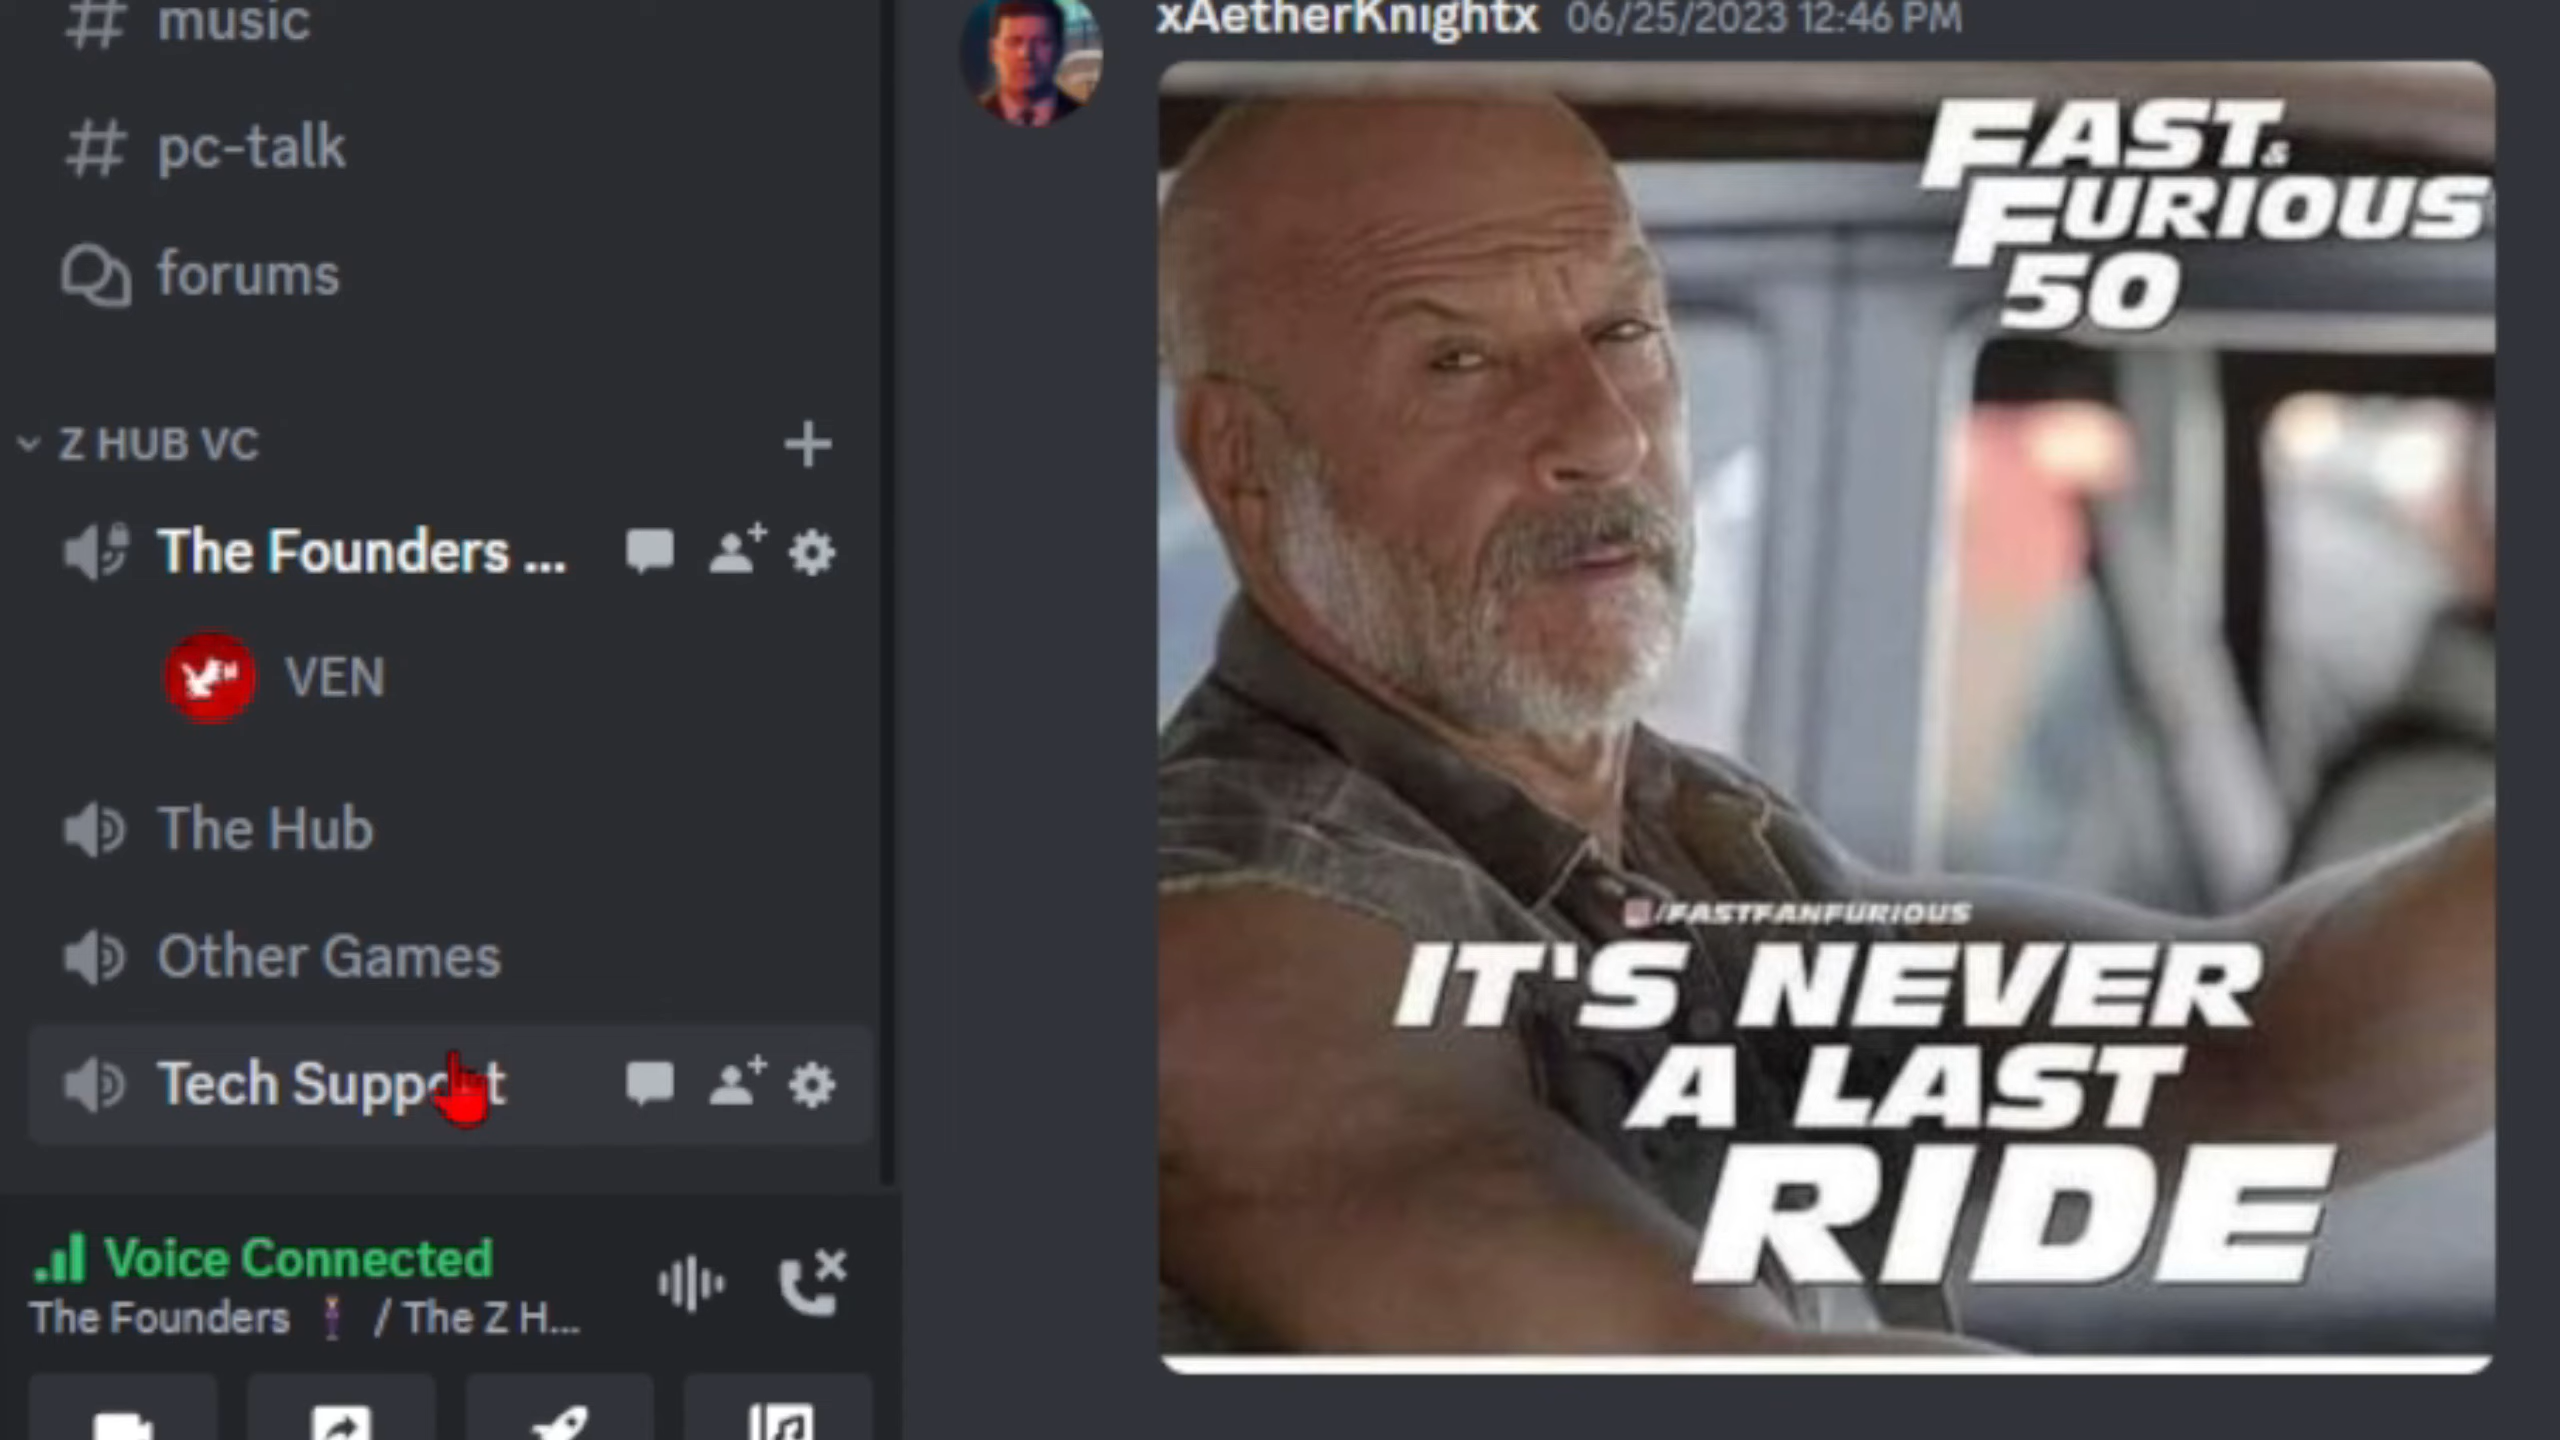 music
pc-talk
forums
Z HUB VC
The Founders ...
VEN
The Hub
Other Games
Tech Support
Voice Connected
The Founders / The Z H...
xAetherKnightx 06/25/2023 12:46 PM
FAST &
FURIOUS
50
/FASTFANFURIOUS
IT'S NEVER
A LAST
RIDE